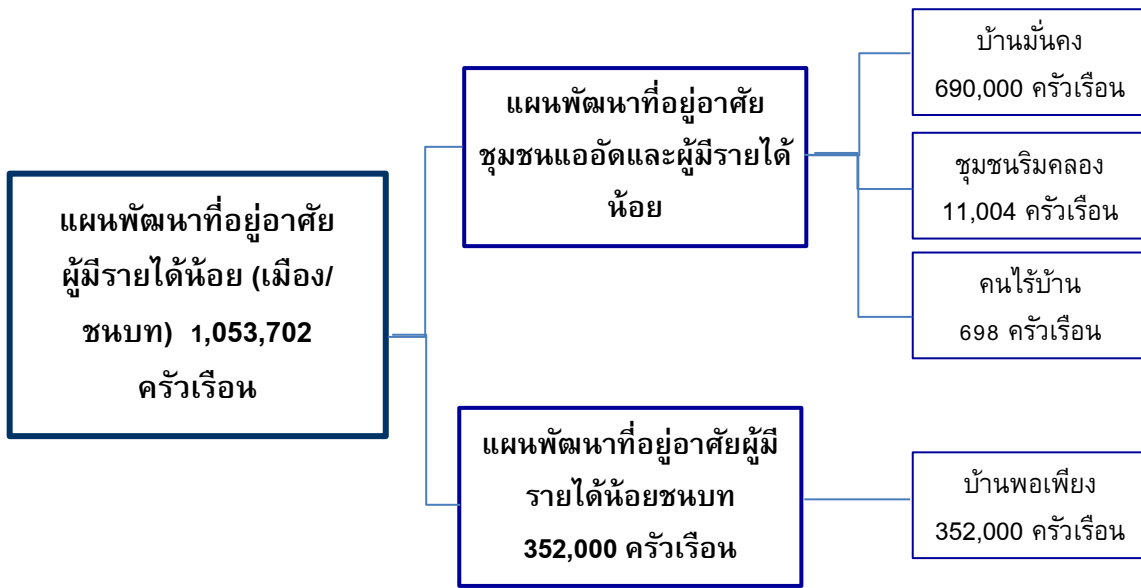 แผนพัฒนาที่อยู่อาศัย
ผู้มีรายได้น้อย (เมือง/
ชนบท) 1,053,702
ครัวเรือน
แผนพัฒนาที่อยู่อาศัย
ชุมชนแออัดและผู้มีรายได้
น้อย
บ้านมั่นคง
690,000 ครัวเรือน
ชุมชนริมคลอง
11,004 ครัวเรือน
คนไร้บ้าน
698 ครัวเรือน
แผนพัฒนาที่อยู่อาศัยผู้มี
รายได้น้อยชนบท
352,000 ครัวเรือน
บ้านพอเพียง
352,000 ครัวเรือน